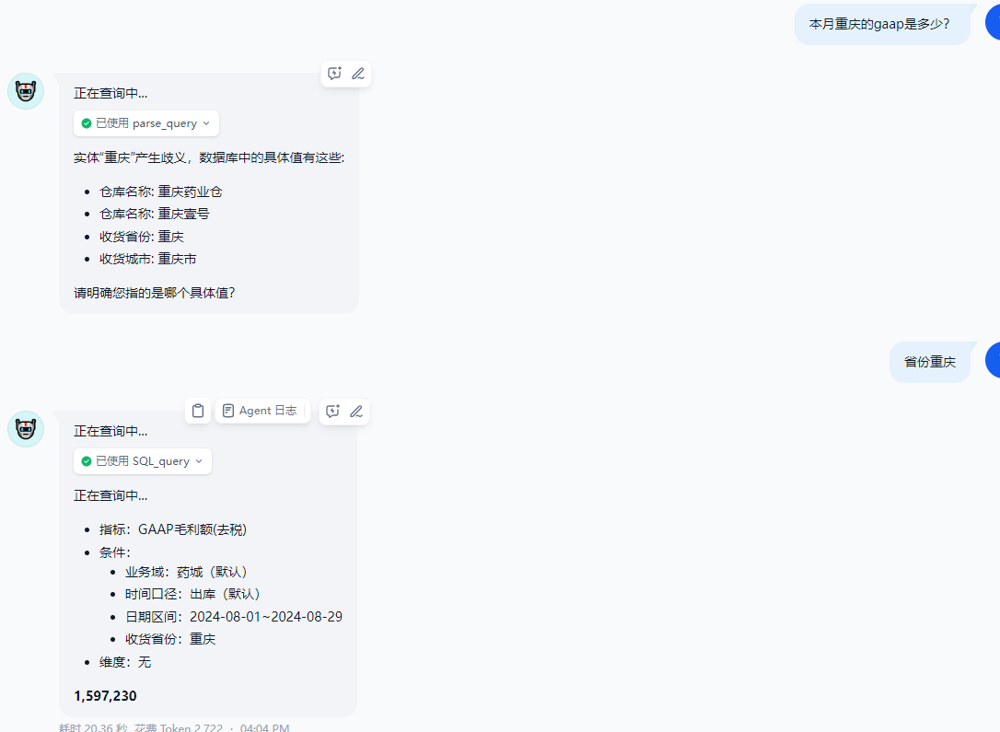 本月重庆的gaap是多少?
正在查询中...
已使用 parse_query
实体"重庆"产生歧义，数据库中的具体值有这些:
仓库名称: 重庆药业仓
仓库名称: 重庆壹号
收货省份: 重庆
收货城市: 重庆市
请明确您指的是哪个具体值?
省份重庆
Agent 日志
正在查询中...
已使用 SQL_query
正在查询中...
指标：GAAP毛利额(去税)
条件：
业务域：药城（默认）
时间口径：出库（默认）
日期区间：2024-08-01~2024-08-29
收货省份：重庆
维度：无
1,597,230
耗时 20.36 秒 花费 Token 2,722 · 04:04 PM